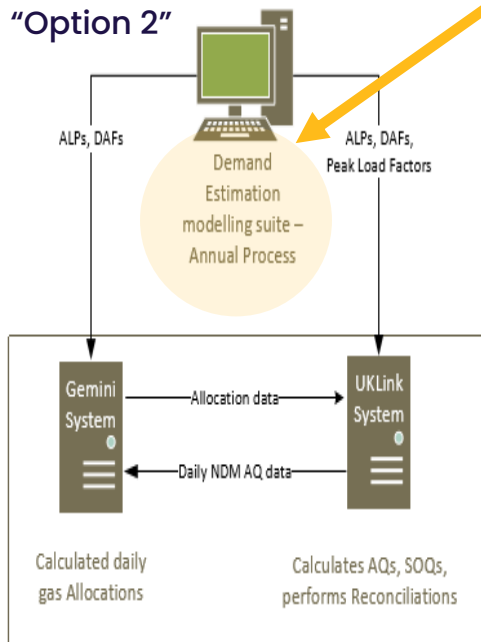 “Option 2”
ALPs, DAFs
ALPs, DAFs,
Peak Load Factors
Demand
Estimation
modelling suite –
Annual Process
Gemini
System
Allocation data
UKLink
System
Daily NDM AQ data
Calculated daily
gas Allocations
Calculates AQs, SOQs,
performs Reconciliations